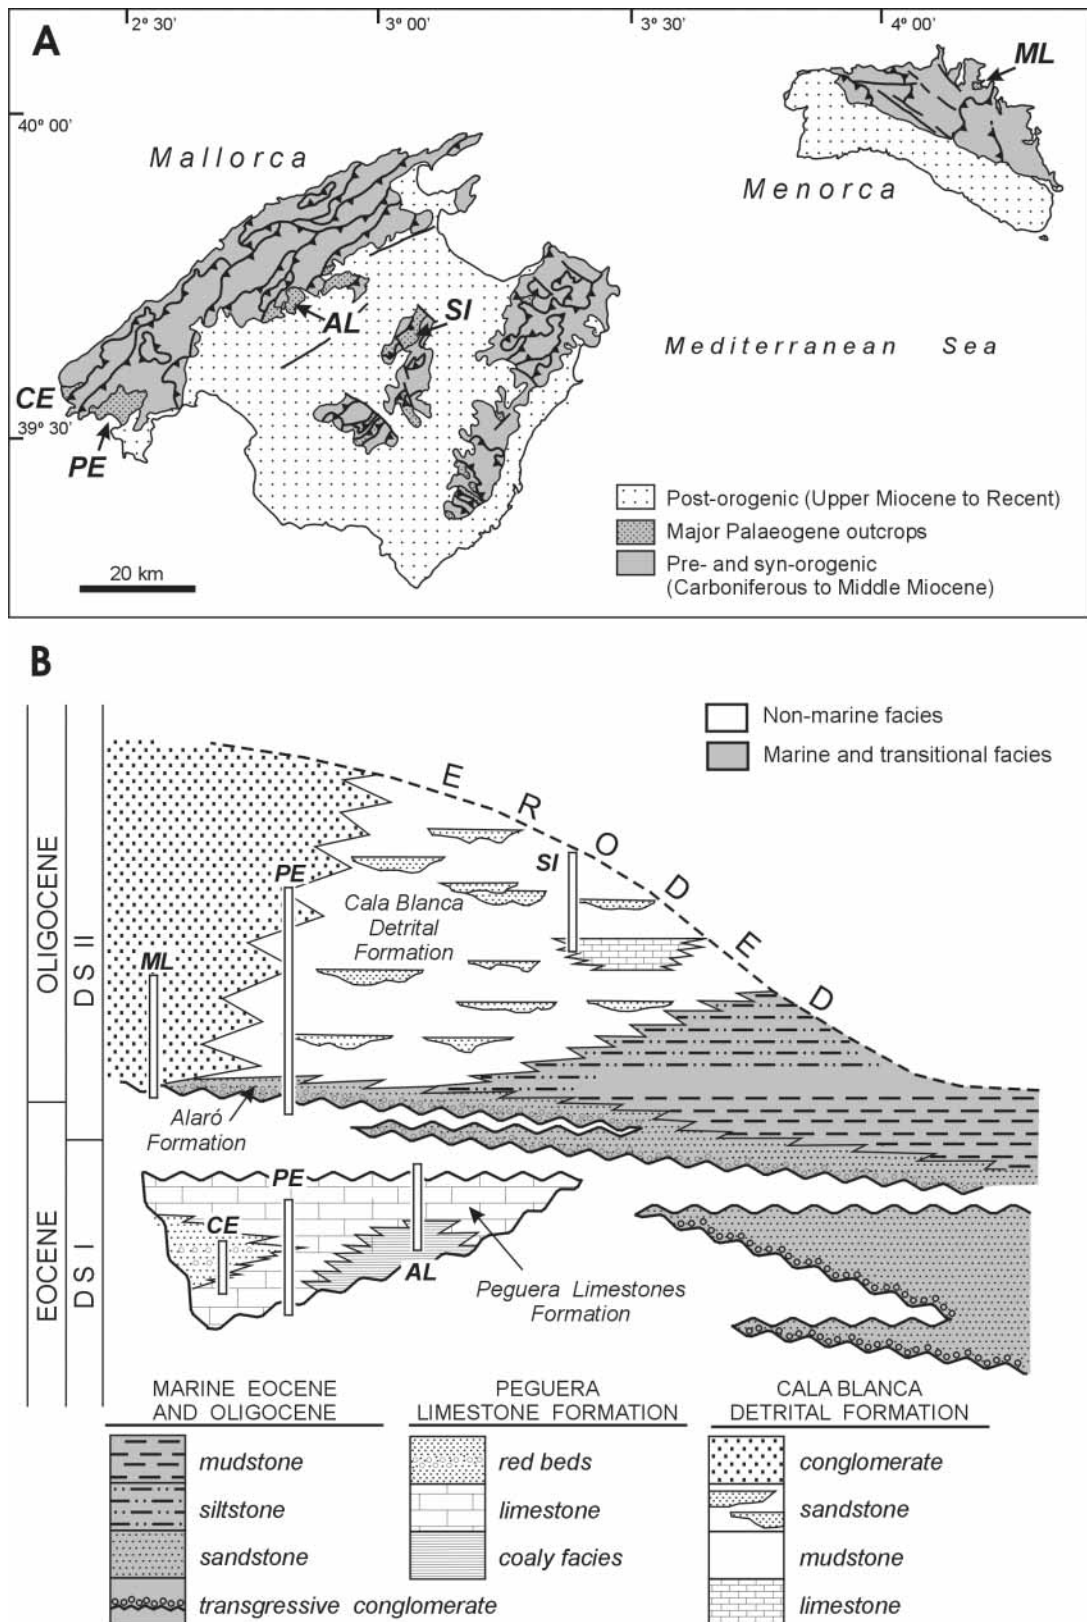 A
2° 30'
3° 00'
3° 30'
4° 00'
40° 00'
39° 30'
Mallorca
Menorca
ML
AL
SI
CE
PE
Mediterranean Sea
Post-orogenic (Upper Miocene to Recent)
Major Palaeogene outcrops
Pre- and syn-orogenic
(Carboniferous to Middle Miocene)
20 km
B
Non-marine facies
Marine and transitional facies
ERODED
OLIGOCENE
DS II
EOCENE
DS I
ML
PE
SI
Cala Blanca
Detrital
Formation
Alaró
Formation
PE
CE
AL
Peguera Limestones
Formation
MARINE EOCENE
AND OLIGOCENE
mudstone
siltstone
sandstone
transgressive conglomerate
PEGUERA
LIMESTONE FORMATION
red beds
limestone
coaly facies
CALA BLANCA
DETRITAL FORMATION
conglomerate
sandstone
mudstone
limestone